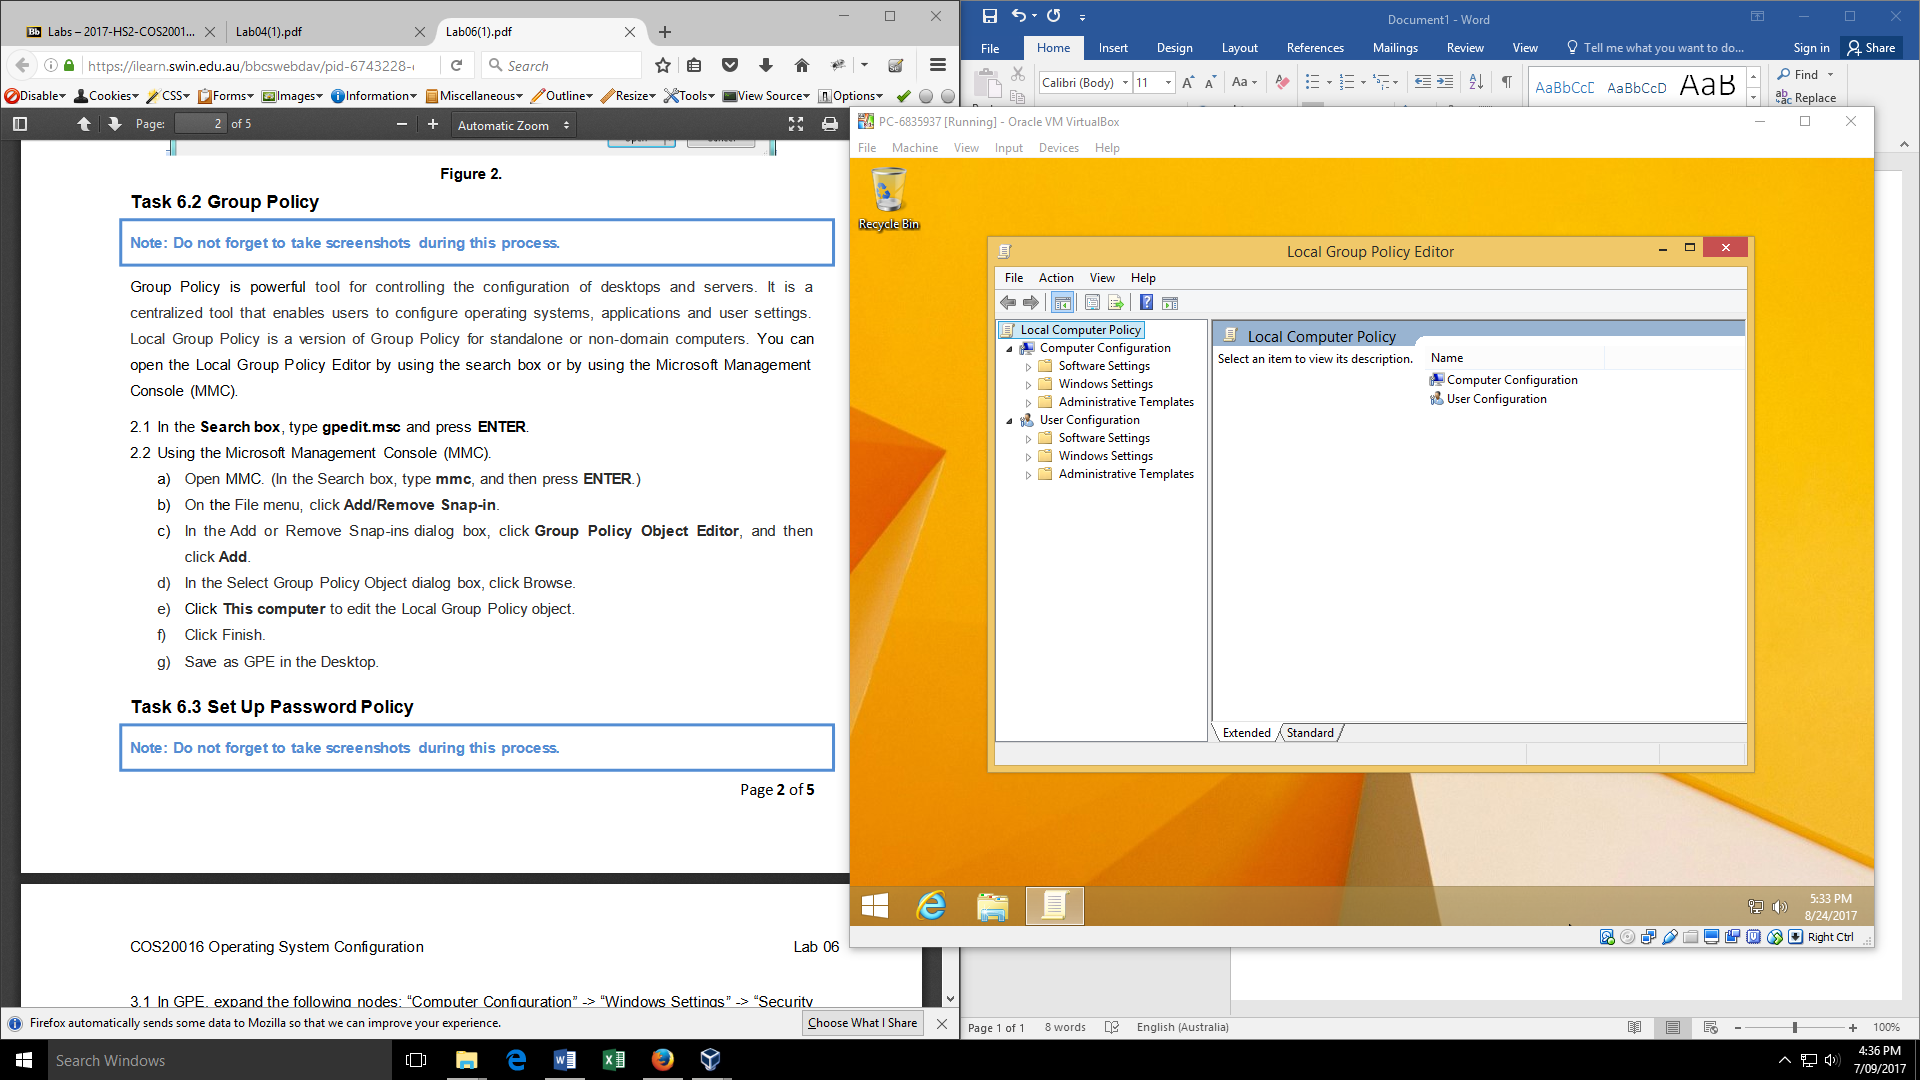 Labs – 2017-HS2-COS2001...
Lab04(1).pdf
Lab06(1).pdf
https://ilearn.swin.edu.au/bbcswebdav/pid-6743228-
Search
Disable
Cookies
CSS
Forms
Images
Information
Miscellaneous
Outline
Resize
Tools
View Source
Options
Page: 2 of 5
Automatic Zoom
Figure 2.
Task 6.2 Group Policy
Note: Do not forget to take screenshots during this process.
Group Policy is powerful tool for controlling the configuration of desktops and servers. It is a
centralized tool that enables users to configure operating systems, applications and user settings.
Local Group Policy is a version of Group Policy for standalone or non-domain computers. You can
open the Local Group Policy Editor by using the search box or by using the Microsoft Management
Console (MMC).
2.1 In the Search box, type gpedit.msc and press ENTER.
2.2 Using the Microsoft Management Console (MMC).
a) Open MMC. (In the Search box, type mmc, and then press ENTER.)
b) On the File menu, click Add/Remove Snap-in.
c) In the Add or Remove Snap-ins dialog box, click Group Policy Object Editor, and then
click Add.
d) In the Select Group Policy Object dialog box, click Browse.
e) Click This computer to edit the Local Group Policy object.
f) Click Finish.
g) Save as GPE in the Desktop.
Task 6.3 Set Up Password Policy
Note: Do not forget to take screenshots during this process.
Page 2 of 5
COS20016 Operating System Configuration Lab 06
3.1 In GPE, expand the following nodes: “Computer Configuration” -> “Windows Settings” -> “Security
Firefox automatically sends some data to Mozilla so that we can improve your experience.
Choose What I Share
Document1 - Word
File
Home
Insert
Design
Layout
References
Mailings
Review
View
Tell me what you want to do...
Sign in
Share
Calibri (Body)
11
Aa
AaBbCcDc
AaBbCcD
AaB
Find
Replace
PC-6835937 [Running] - Oracle VM VirtualBox
File
Machine
View
Input
Devices
Help
Recycle Bin
Local Group Policy Editor
File
Action
View
Help
Local Computer Policy
Computer Configuration
Software Settings
Windows Settings
Administrative Templates
User Configuration
Software Settings
Windows Settings
Administrative Templates
Local Computer Policy
Select an item to view its description.
Name
Computer Configuration
User Configuration
Extended
Standard
5:33 PM
8/24/2017
Right Ctrl
Page 1 of 1
8 words
English (Australia)
100%
Search Windows
4:36 PM
7/09/2017